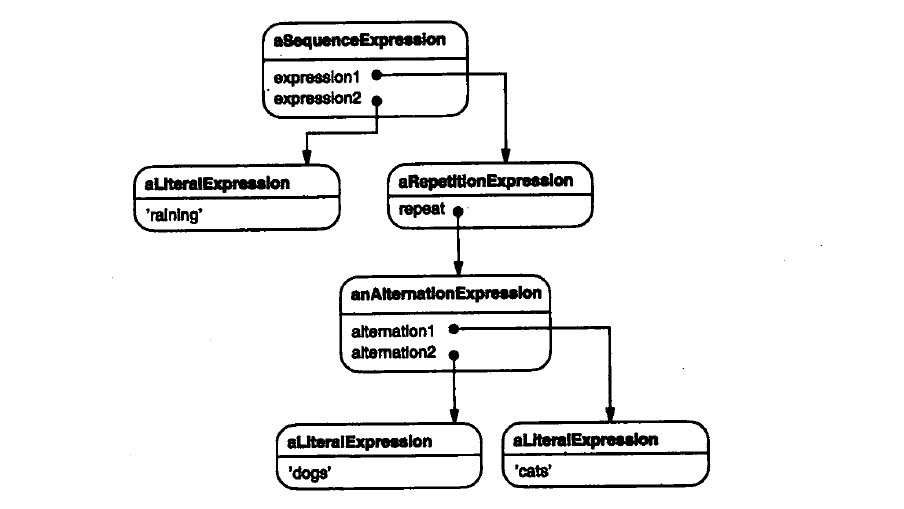 aSequenceExpression
expression1
expression2
aLiteralExpression
'raining'
aRepetitionExpression
repeat
anAlternationExpression
alternation1
alternation2
aLiteralExpression
'dogs'
aLiteralExpression
'cats'